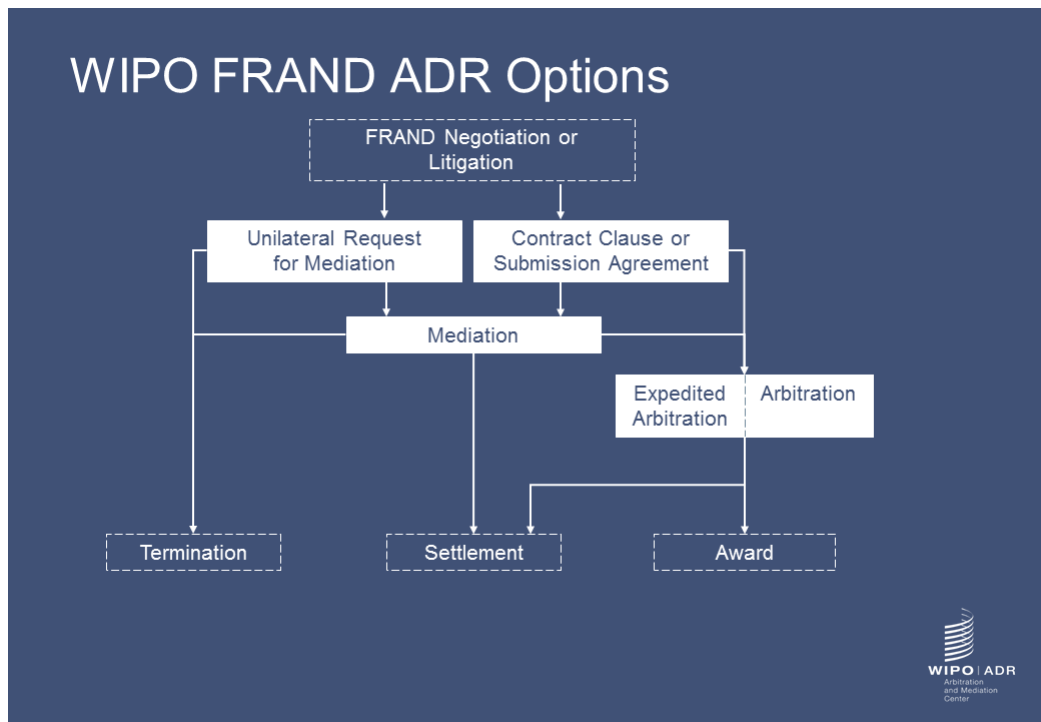 WIPO FRAND ADR Options
FRAND Negotiation or
Litigation
Unilateral Request
for Mediation
Contract Clause or
Submission Agreement
Mediation
Expedited
Arbitration
Arbitration
Termination
Settlement
Award
WIPO | ADR
Arbitration
and Mediation
Center